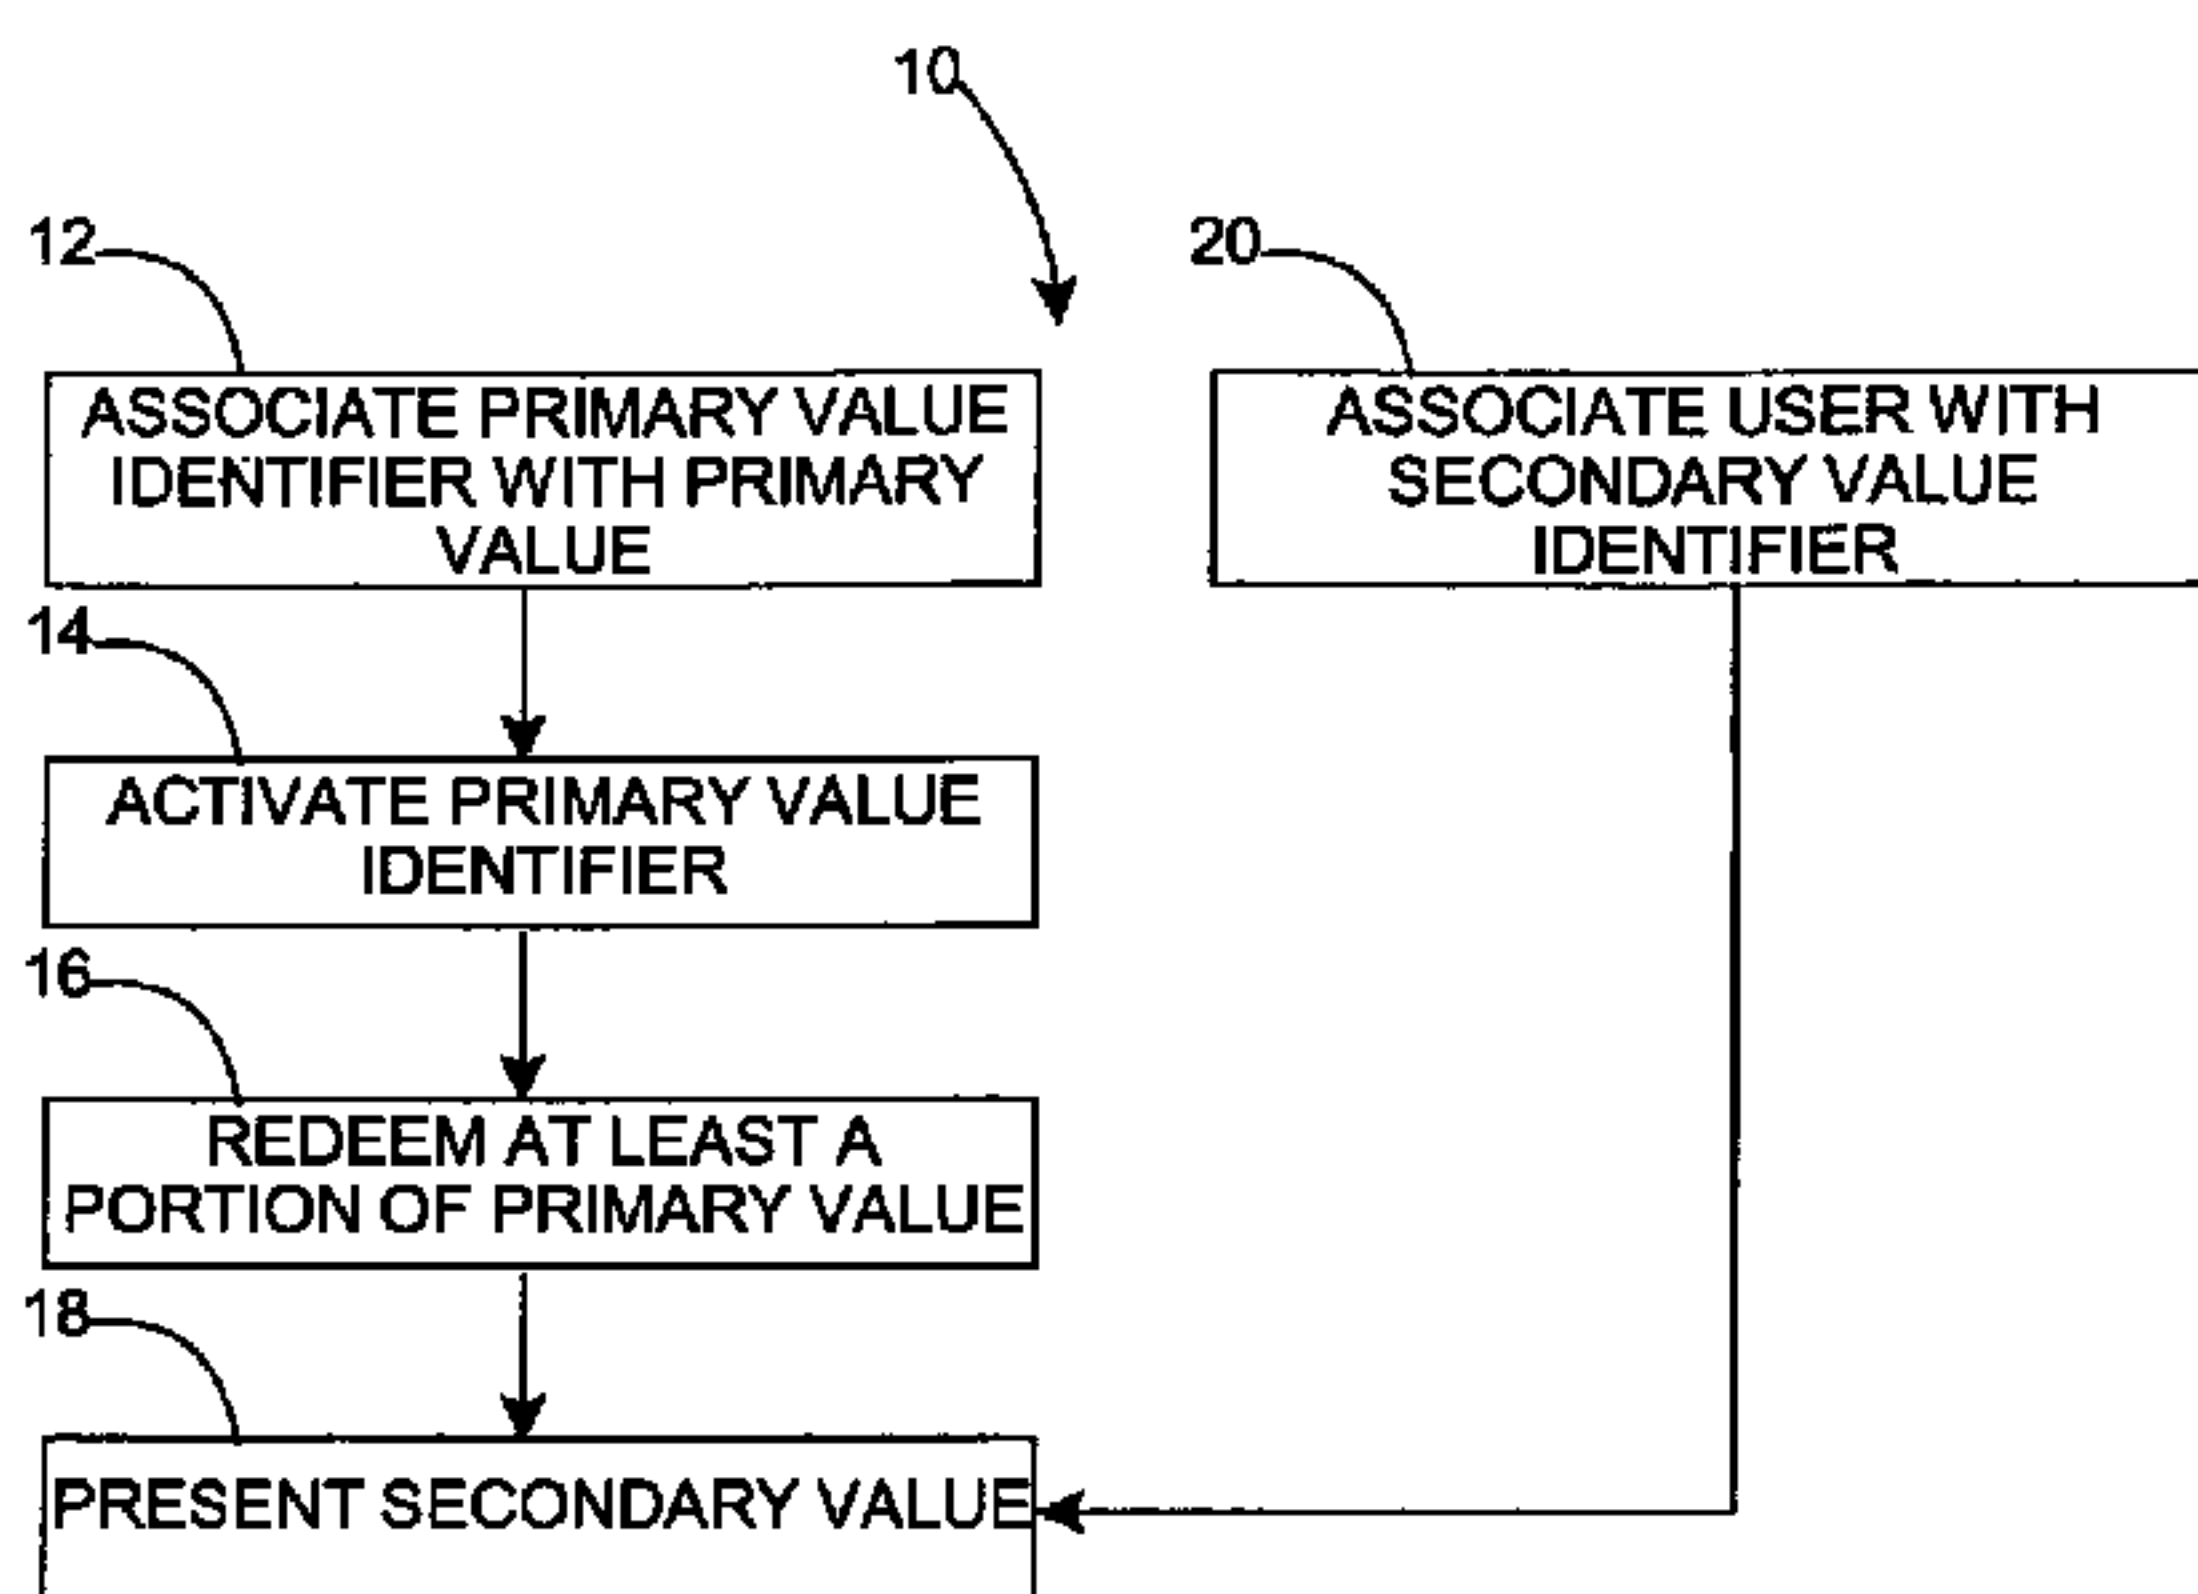 10
12
20
ASSOCIATE PRIMARY VALUE
IDENTIFIER WITH PRIMARY
VALUE
ASSOCIATE USER WITH
SECONDARY VALUE
IDENTIFIER
14
ACTIVATE PRIMARY VALUE
IDENTIFIER
16
REDEEM AT LEAST A
PORTION OF PRIMARY VALUE
18
PRESENT SECONDARY VALUE